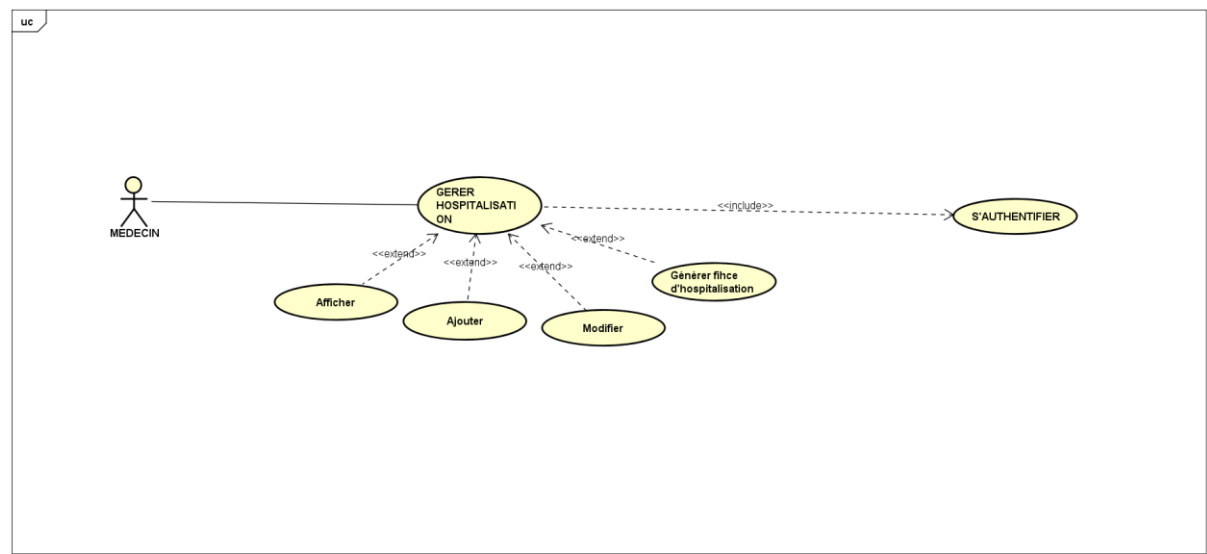 uc
GERER
HOSPITALISATI
ON
<<include>>
S'AUTHENTIFIER
MEDECIN
<<extend>>
<<extend>>
<<extend>>
<<extend>>
Générer fihce
d'hospitalisation
Afficher
Ajouter
Modifier